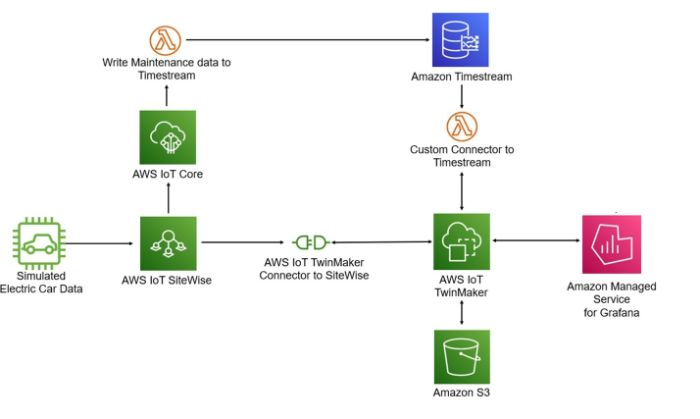 Write Maintenance data to
Timestream
Amazon Timestream
Custom Connector to
Timestream
AWS IoT Core
Simulated
Electric Car Data
AWS IoT SiteWise
AWS IoT TwinMaker
Connector to SiteWise
AWS IoT
TwinMaker
Amazon Managed
Service
for Grafana
Amazon S3